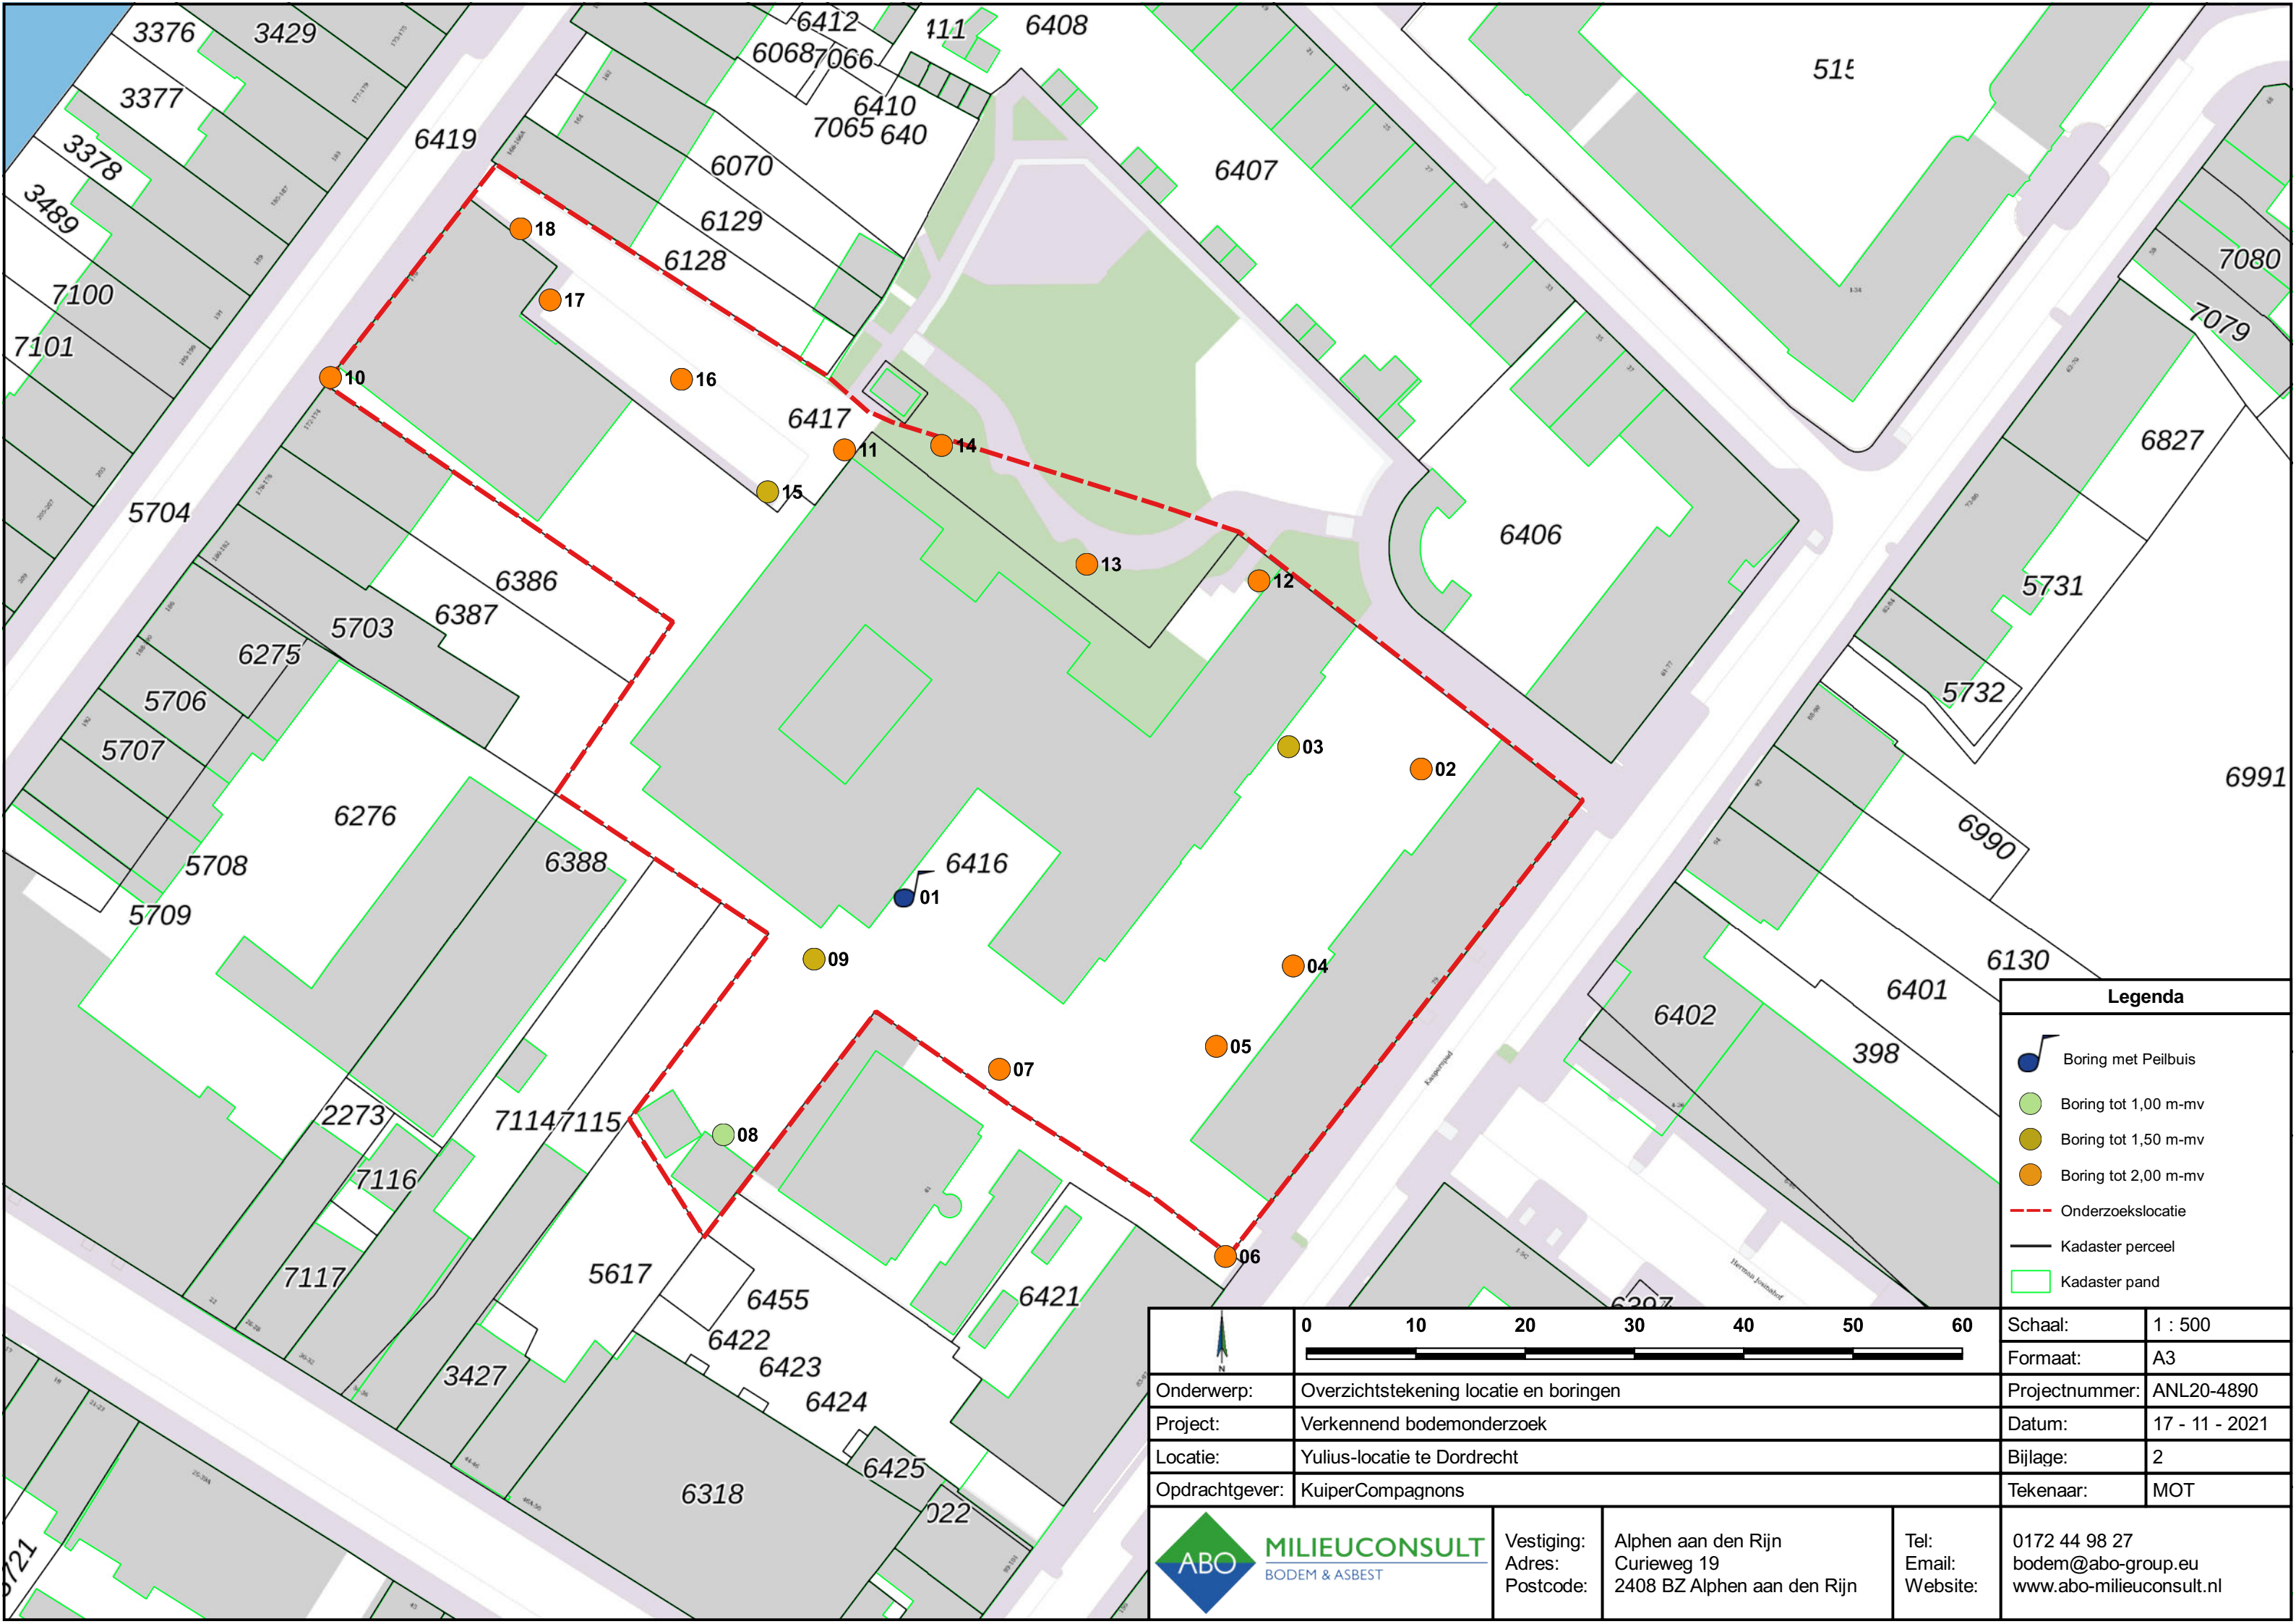 3376
3429
6412
411
6408
515
6068
7066
3377
6410
7065
640
6419
3378
6070
6407
3489
6129
18
6128
7080
7100
17
7079
7101
10
16
6417
6827
14
11
15
5704
6406
13
12
6386
5731
6387
5703
6275
5732
5706
03
5707
02
6991
6276
6990
5708
6388
6416
01
5709
09
04
6130
6401
6402
398
05
07
2273
7114
7115
08
7116
7117
5617
06
6455
6421
6397
6422
6423
3427
6424
6425
6318
022
3721
Kasperspad
Herman Josinahof
Legenda
Boring met Peilbuis
Boring tot 1,00 m-mv
Boring tot 1,50 m-mv
Boring tot 2,00 m-mv
Onderzoekslocatie
Kadaster perceel
Kadaster pand
N
0 10 20 30 40 50 60
Schaal: 1 : 500
Formaat: A3
Onderwerp: Overzichtstekening locatie en boringen
Projectnummer: ANL20-4890
Project: Verkennend bodemonderzoek
Datum: 17 - 11 - 2021
Locatie: Yulius-locatie te Dordrecht
Bijlage: 2
Opdrachtgever: KuiperCompagnons
Tekenaar: MOT
ABO
MILIEUCONSULT
BODEM & ASBEST
Vestiging: Alphen aan den Rijn
Adres: Curieweg 19
Postcode: 2408 BZ Alphen aan den Rijn
Tel: 0172 44 98 27
Email: bodem@abo-group.eu
Website: www.abo-milieuconsult.nl